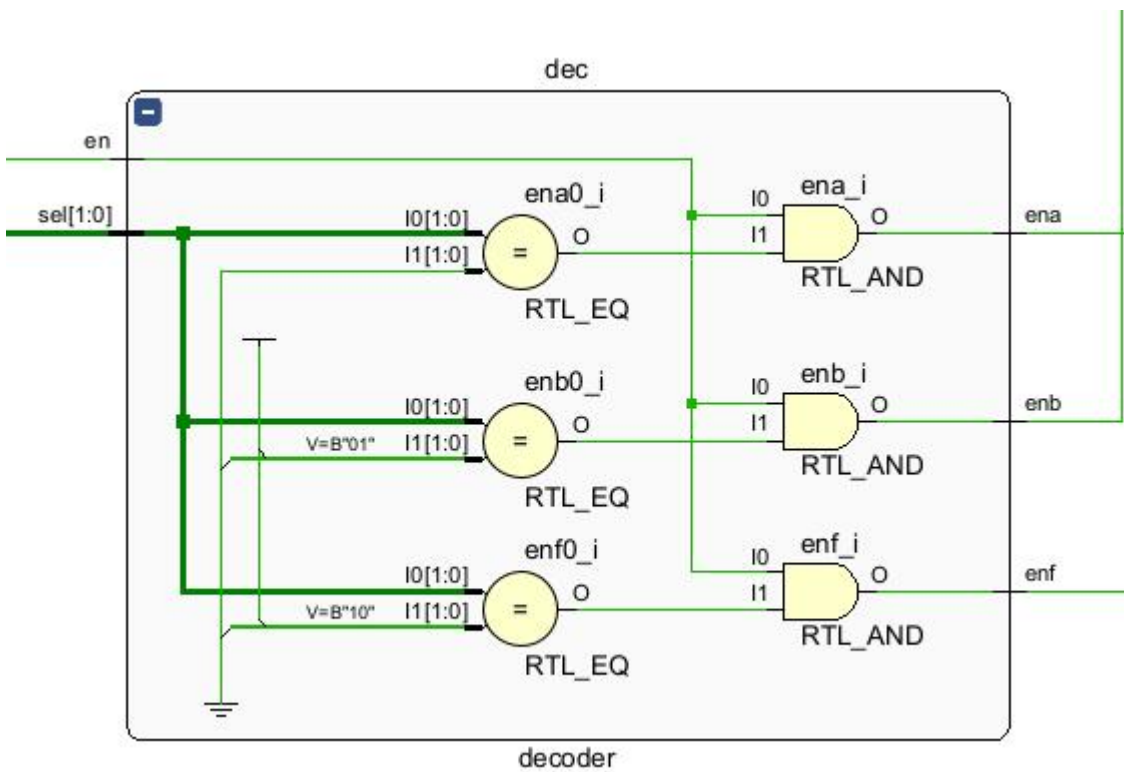 dec
en
sel[1:0]
ena0_i
I0[1:0]
O
I1[1:0]
=
RTL_EQ
ena_i
I0
O
I1
RTL_AND
ena
enb0_i
I0[1:0]
O
V=B"01"
I1[1:0]
=
RTL_EQ
enb_i
I0
O
I1
RTL_AND
enb
enf0_i
I0[1:0]
O
V=B"10"
I1[1:0]
=
RTL_EQ
enf_i
I0
O
I1
RTL_AND
enf
decoder